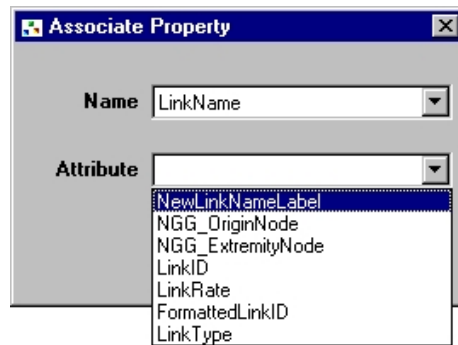 Associate Property
Name LinkName
Attribute
NewLinkNameLabel
NGG_OriginNode
NGG_ExtremityNode
LinkID
LinkRate
FormattedLinkID
LinkType